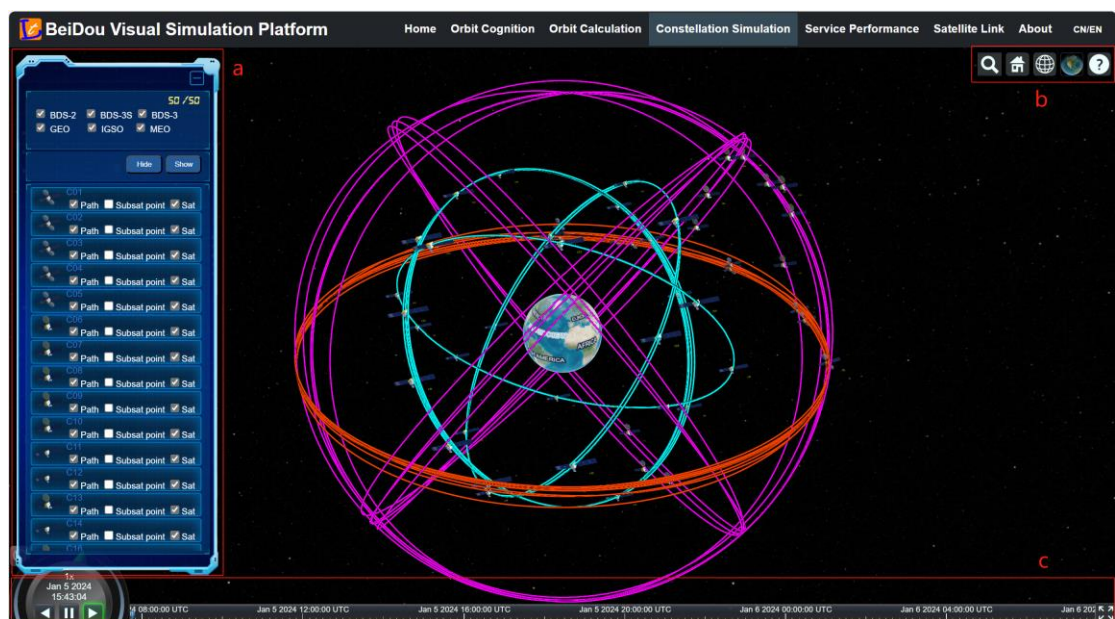 BeiDou Visual Simulation Platform
Home Orbit Cognition Orbit Calculation Constellation Simulation Service Performance Satellite Link About CN/EN
a
b
50 /50
BDS-2 BDS-3S BDS-3
GEO IGSO MEO
Hide Show
C01
Path Subsat point Sat
C02
Path Subsat point Sat
C03
Path Subsat point Sat
C04
Path Subsat point Sat
C05
Path Subsat point Sat
C06
Path Subsat point Sat
C07
Path Subsat point Sat
C08
Path Subsat point Sat
C09
Path Subsat point Sat
C10
Path Subsat point Sat
C11
Path Subsat point Sat
C12
Path Subsat point Sat
C13
Path Subsat point Sat
C14
Path Subsat point Sat
AFRICA
AMERICA
c
1x
Jan 5 2024
15:43:04
08:00:00 UTC Jan 5 2024 12:00:00 UTC Jan 5 2024 16:00:00 UTC Jan 5 2024 20:00:00 UTC Jan 6 2024 00:00:00 UTC Jan 6 2024 04:00:00 UTC Jan 6